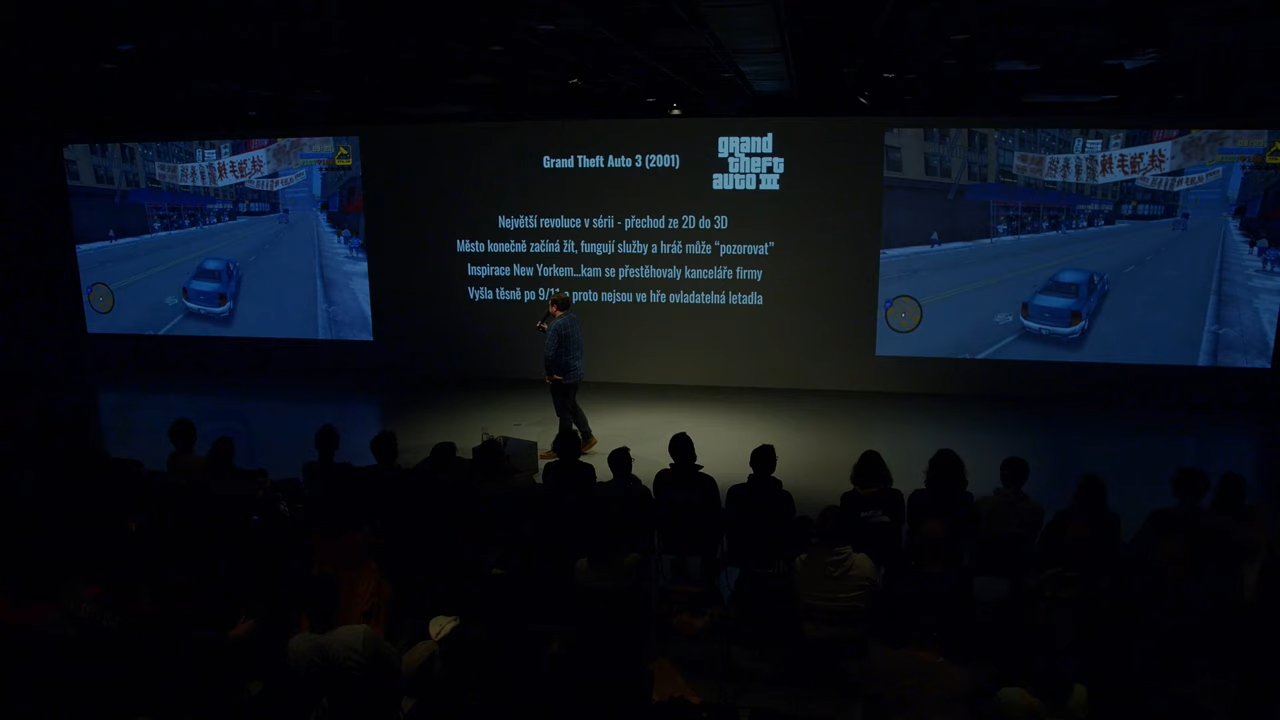 Grand Theft Auto 3 (2001)
grand
theft
auto III
Největší revoluce v sérii - přechod ze 2D do 3D
Město konečně začíná žít, fungují služby a hráč může “pozorovat”
Inspirace New Yorkem...kam se přestěhovaly kanceláře firmy
Vyšla těsně po 9/11 a proto nejsou ve hře ovladatelná letadla